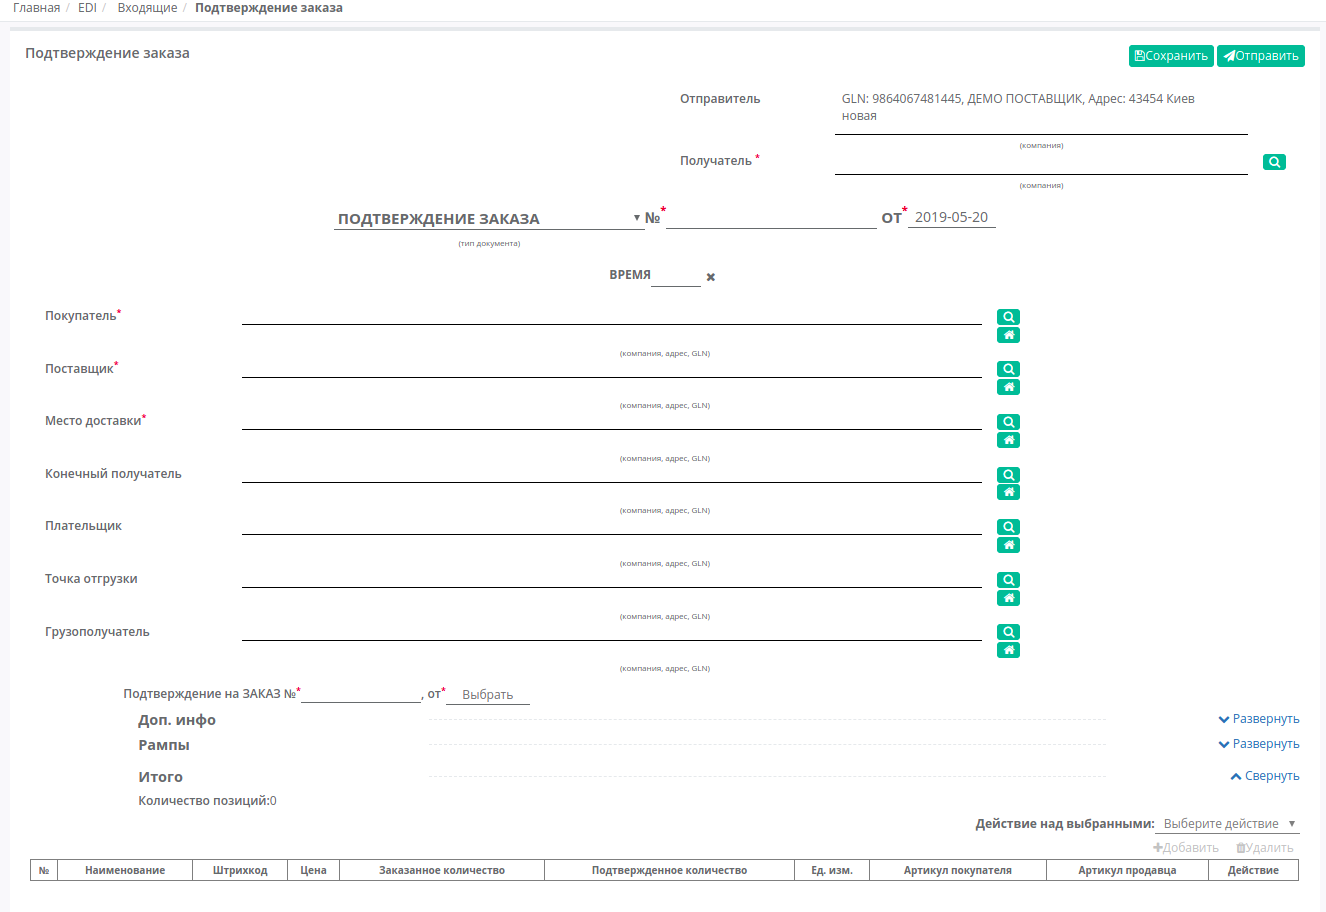 Главная / EDI / Входящие / Подтверждение заказа
Подтверждение заказа
Сохранить Отправить
Отправитель GLN: 9864067481445, ДЕМО ПОСТАВЩИК, Адрес: 43454 Киев
новая
(компания)
Получатель *
(компания)
ПОДТВЕРЖДЕНИЕ ЗАКАЗА ▼ №* ОТ* 2019-05-20
(тип документа)
ВРЕМЯ ✖
Покупатель*
(компания, адрес, GLN)
Поставщик*
(компания, адрес, GLN)
Место доставки*
(компания, адрес, GLN)
Конечный получатель
(компания, адрес, GLN)
Плательщик
(компания, адрес, GLN)
Точка отгрузки
(компания, адрес, GLN)
Грузополучатель
(компания, адрес, GLN)
Подтверждение на ЗАКАЗ №* , от* Выбрать
Доп. инфо Развернуть
Рампы Развернуть
Итого Свернуть
Количество позиций:0
Действие над выбранными: Выберите действие ▼
+Добавить Удалить
№ Наименование Штрихкод Цена Заказанное количество Подтвержденное количество Ед. изм. Артикул покупателя Артикул продавца Действие